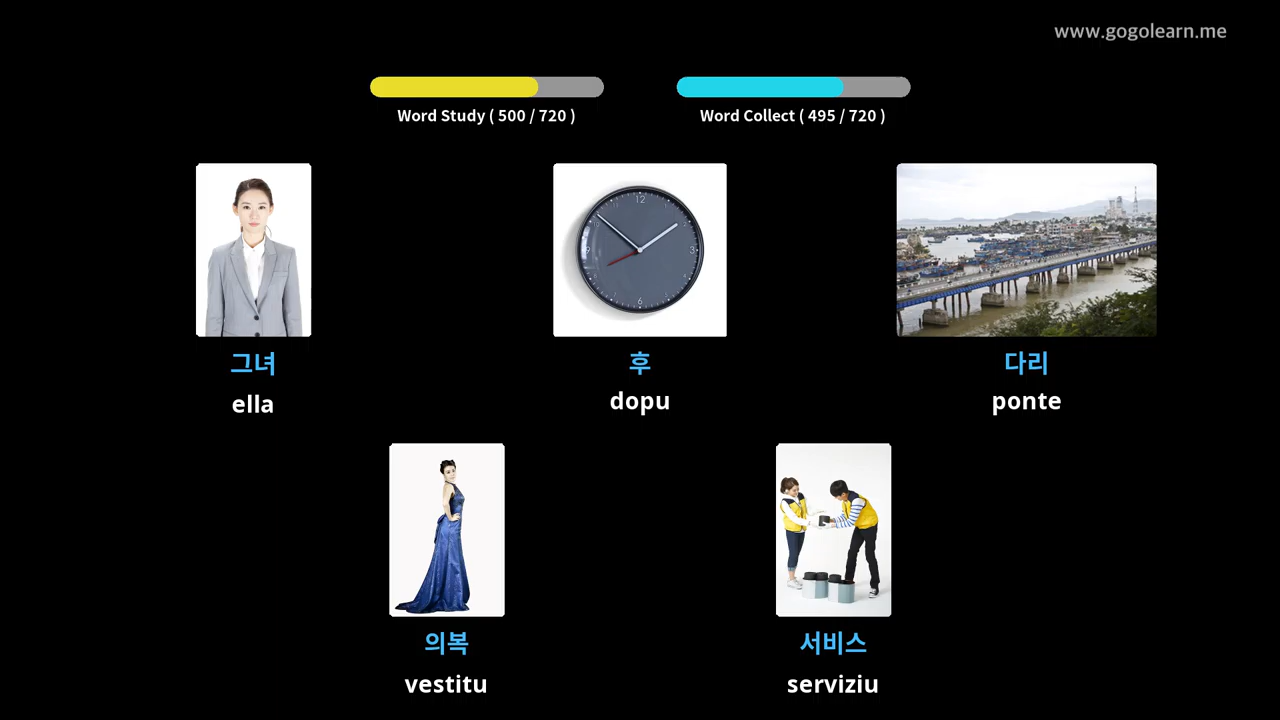 www.gogolearn.me
Word Study ( 500 / 720 )
Word Collect ( 495 / 720 )
그녀
ella
후
dopu
다리
ponte
의복
vestitu
서비스
serviziu